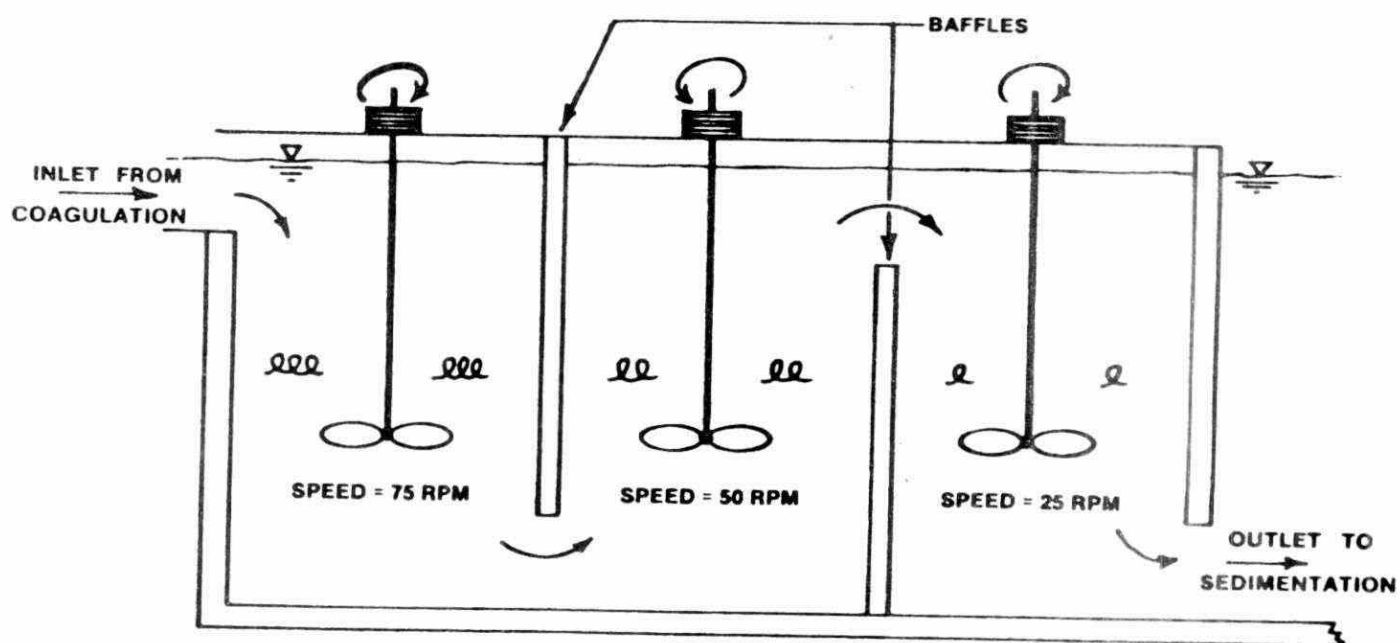 BAFFLES
INLET FROM
COAGULATION
SPEED = 75 RPM
SPEED = 50 RPM
SPEED = 25 RPM
OUTLET TO
SEDIMENTATION